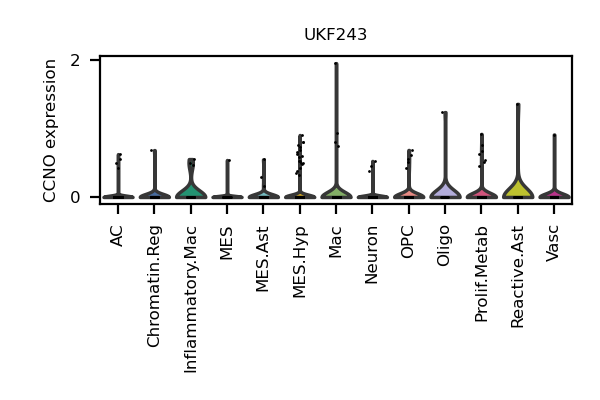 UKF243
CCNO expression
2
0
AC
Chromatin.Reg
Inflammatory.Mac
MES
MES.Ast
MES.Hyp
Mac
Neuron
OPC
Oligo
Prolif.Metab
Reactive.Ast
Vasc